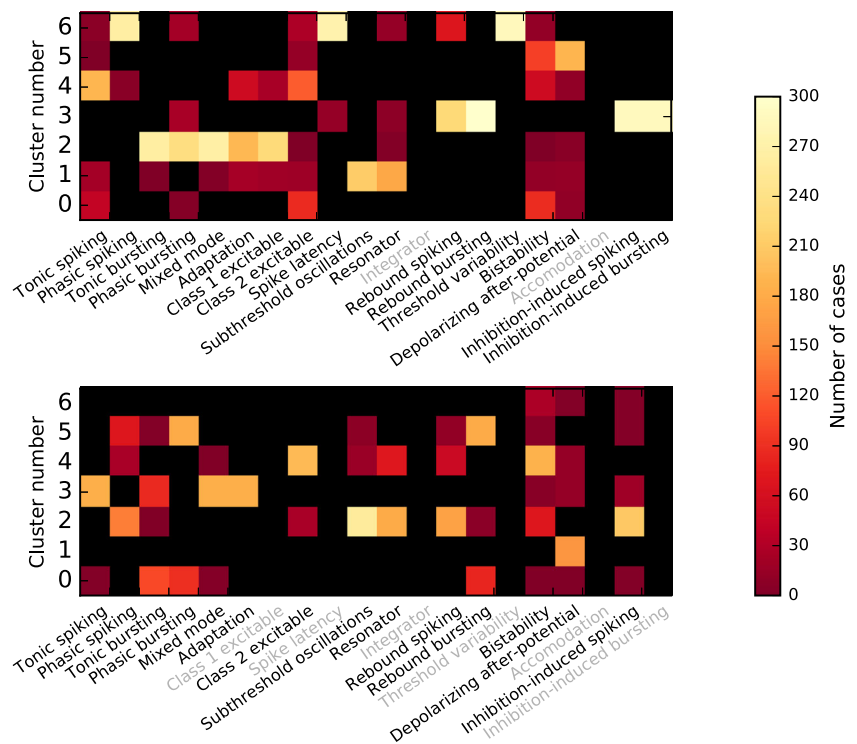 Cluster number
6
5
4
3
2
1
0
Tonic spiking
Phasic spiking
Tonic bursting
Phasic bursting
Mixed mode
Adaptation
Class 1 excitable
Class 2 excitable
Spike latency
Subthreshold oscillations
Resonator
Integrator
Rebound spiking
Rebound bursting
Threshold variability
Bistability
Depolarizing after-potential
Accomodation
Inhibition-induced spiking
Inhibition-induced bursting
Cluster number
6
5
4
3
2
1
0
Tonic spiking
Phasic spiking
Tonic bursting
Phasic bursting
Mixed mode
Adaptation
Class 1 excitable
Class 2 excitable
Spike latency
Subthreshold oscillations
Resonator
Integrator
Rebound spiking
Rebound bursting
Threshold variability
Bistability
Depolarizing after-potential
Accomodation
Inhibition-induced spiking
Inhibition-induced bursting
300
270
240
210
180
150
120
90
60
30
0
Number of cases